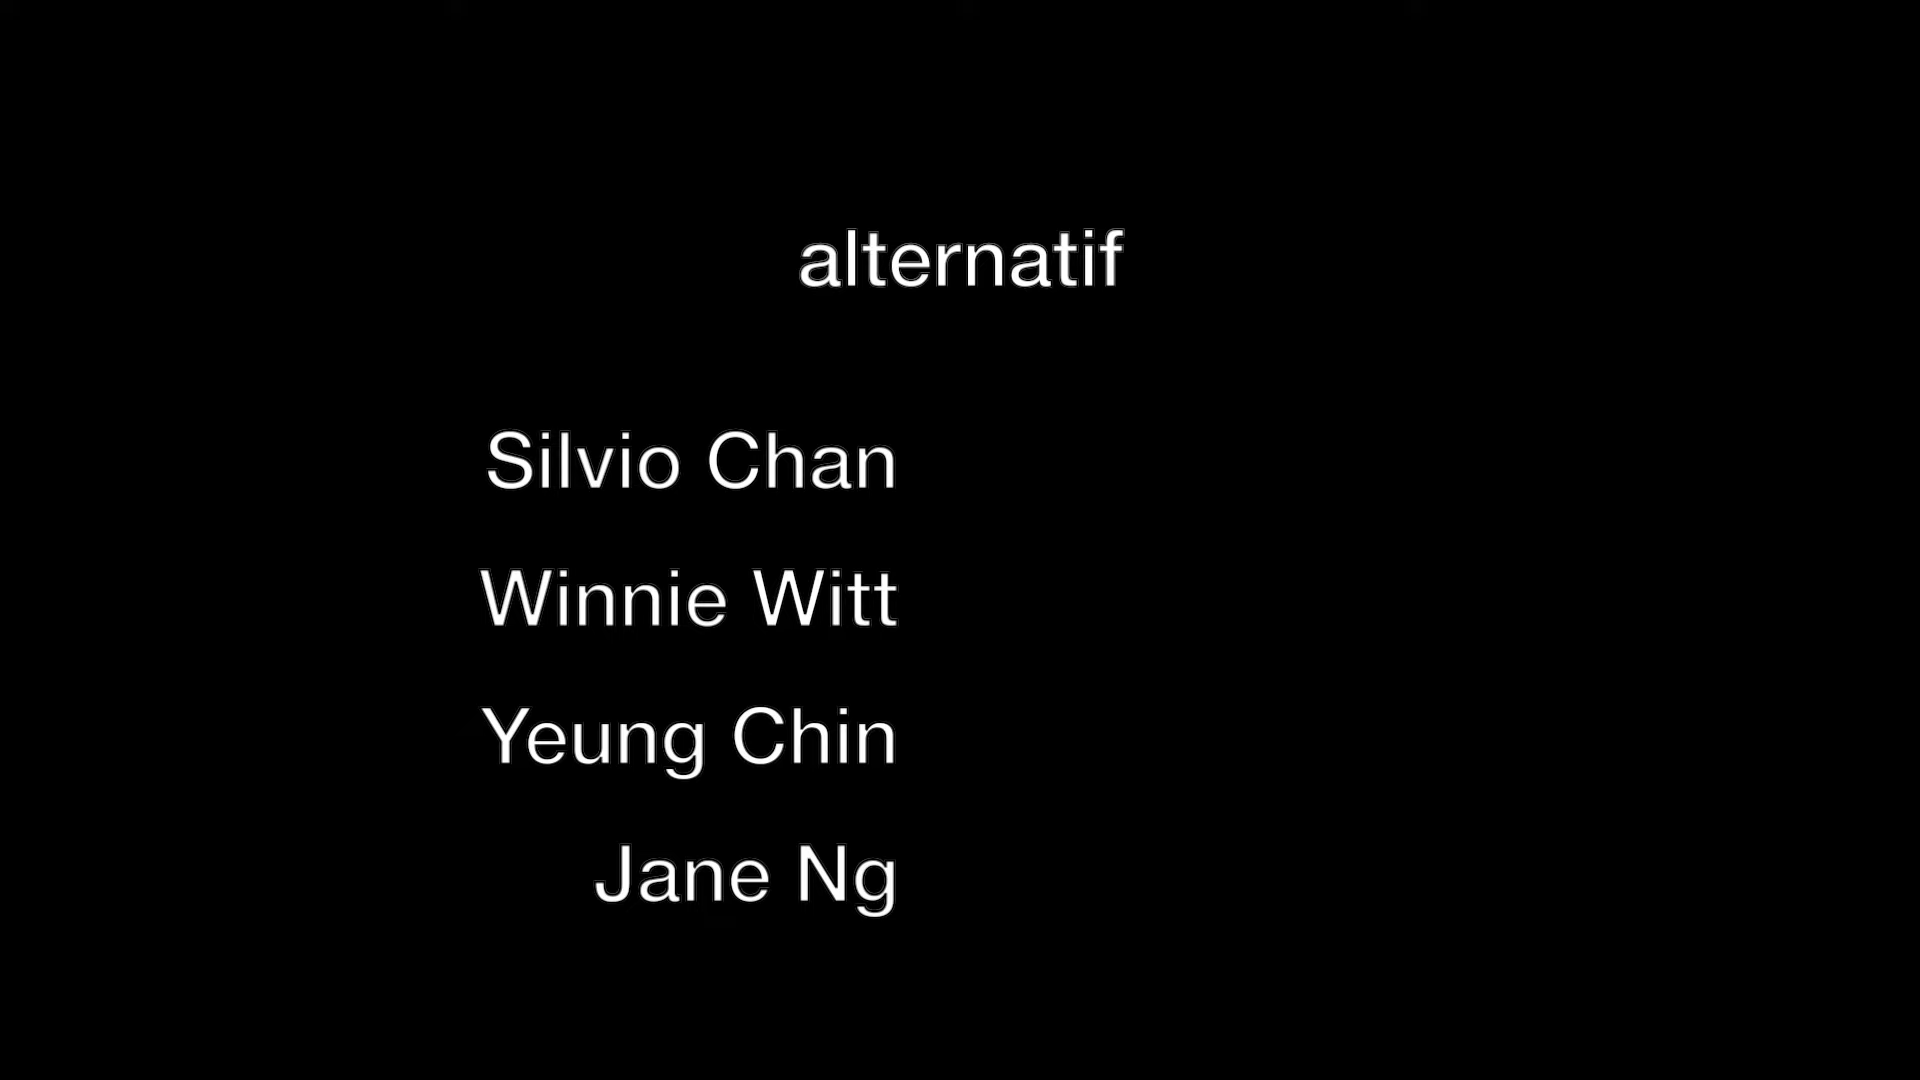 alternatif
Silvio Chan
Winnie Witt
Yeung Chin
Jane Ng